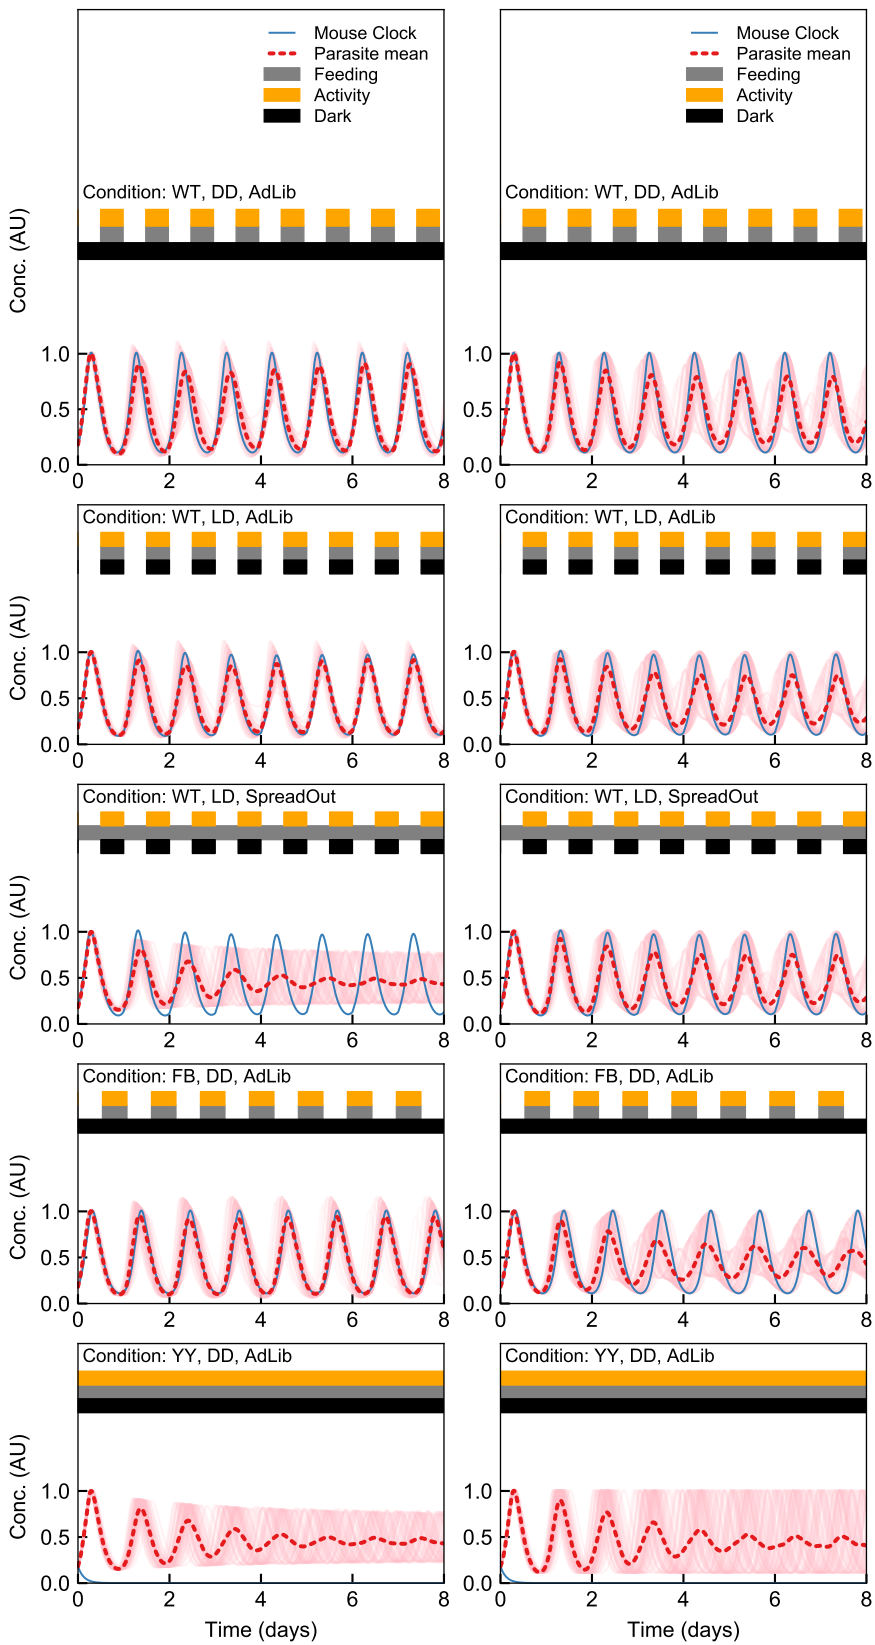 Mouse Clock
Parasite mean
Feeding
Activity
Dark
Condition: WT, DD, AdLib
Conc. (AU)
1.0
0.5
0.0
0 2 4 6 8
Mouse Clock
Parasite mean
Feeding
Activity
Dark
Condition: WT, DD, AdLib
1.0
0.5
0.0
0 2 4 6 8
Condition: WT, LD, AdLib
Conc. (AU)
1.0
0.5
0.0
0 2 4 6 8
Condition: WT, LD, AdLib
1.0
0.5
0.0
0 2 4 6 8
Condition: WT, LD, SpreadOut
Conc. (AU)
1.0
0.5
0.0
0 2 4 6 8
Condition: WT, LD, SpreadOut
1.0
0.5
0.0
0 2 4 6 8
Condition: FB, DD, AdLib
Conc. (AU)
1.0
0.5
0.0
0 2 4 6 8
Condition: FB, DD, AdLib
1.0
0.5
0.0
0 2 4 6 8
Condition: YY, DD, AdLib
Conc. (AU)
1.0
0.5
0.0
0 2 4 6 8
Time (days)
Condition: YY, DD, AdLib
1.0
0.5
0.0
0 2 4 6 8
Time (days)